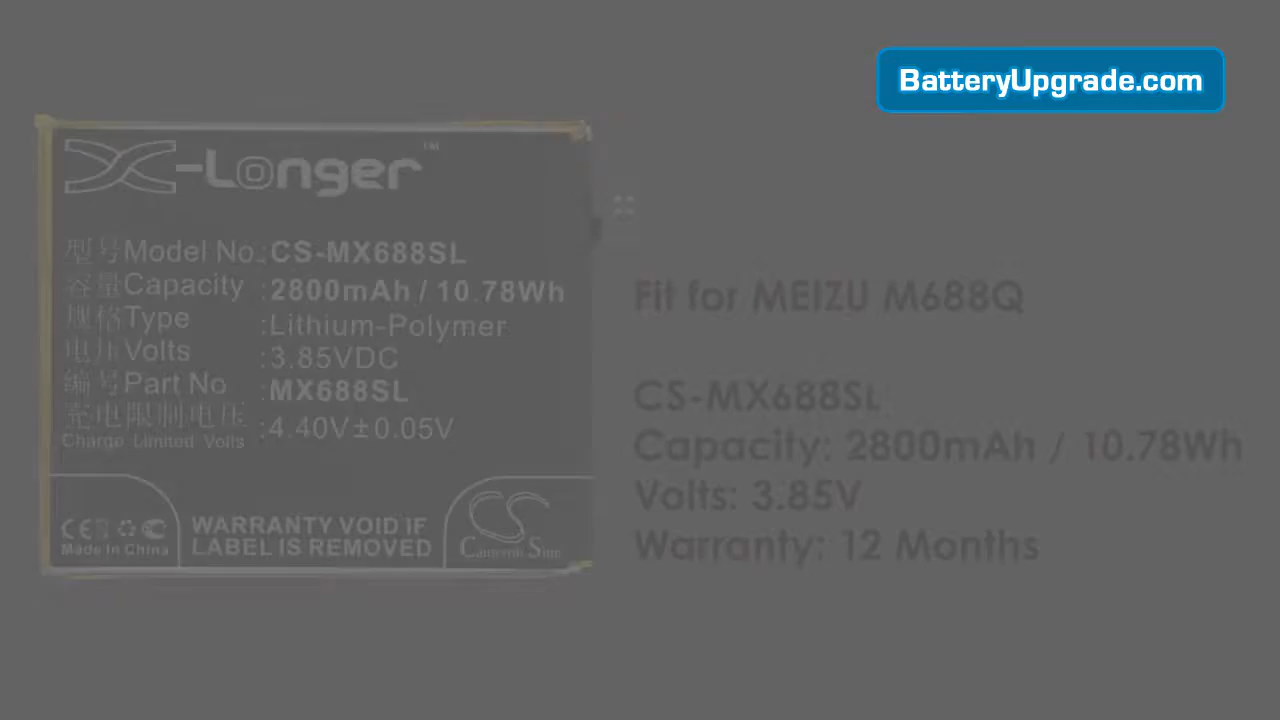 BatteryUpgrade.com
X-Longer™
型号Model No.:CS-MX688SL
容量Capacity :2800mAh / 10.78Wh
规格Type :Lithium-Polymer
电压Volts :3.85VDC
编号Part No :MX688SL
充电限制电压
Charge Limited Volts :4.40V±0.05V
CE
Made In China
WARRANTY VOID IF
LABEL IS REMOVED
CS
Cameron Sino
Fit for MEIZU M688Q
CS-MX688SL
Capacity: 2800mAh / 10.78Wh
Volts: 3.85V
Warranty: 12 Months